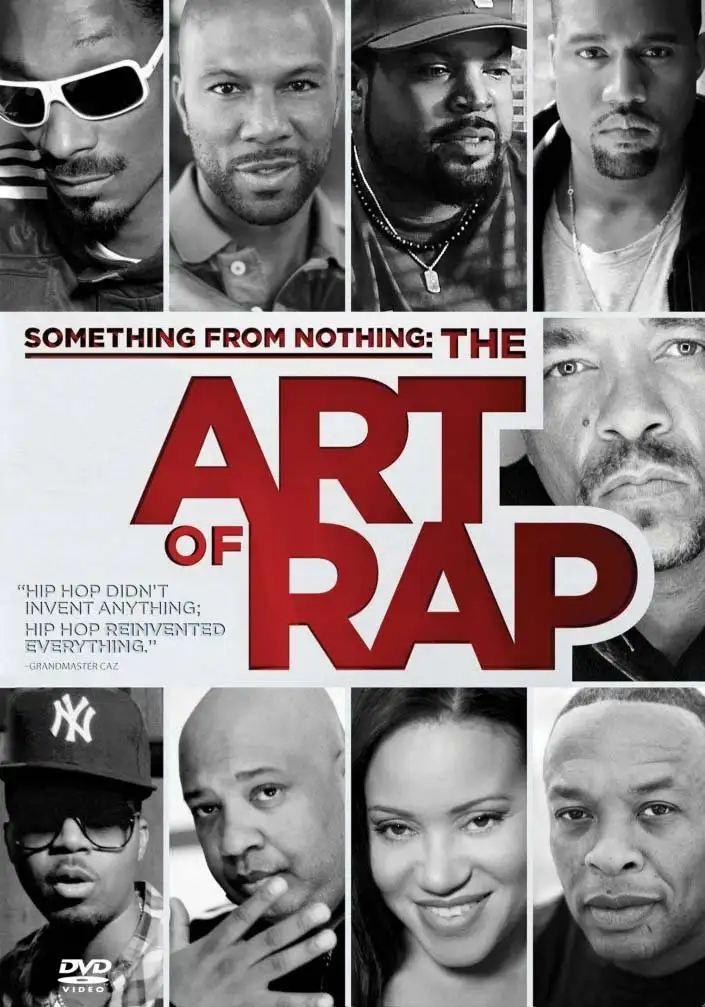 SOMETHING FROM NOTHING: THE
ART
OF RAP
“HIP HOP DIDN’T
INVENT ANYTHING;
HIP HOP REINVENTED
EVERYTHING.”
–GRANDMASTER CAZ
NY
DVD
VIDEO